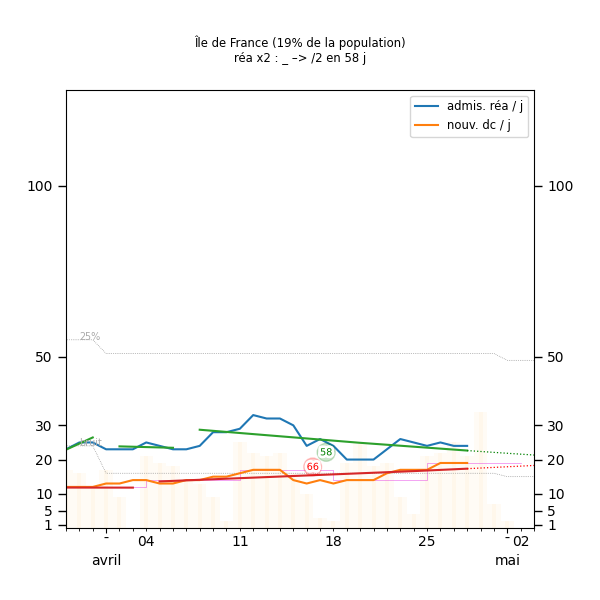 Île de France (19% de la population)
réa x2 : _ –> /2 en 58 j
admis. réa / j
nouv. dc / j
100 100
25%
50 50
30 30
bruit
58
20 20
66
10 10
5 5
1 1
04 11 18 25 02
avril mai